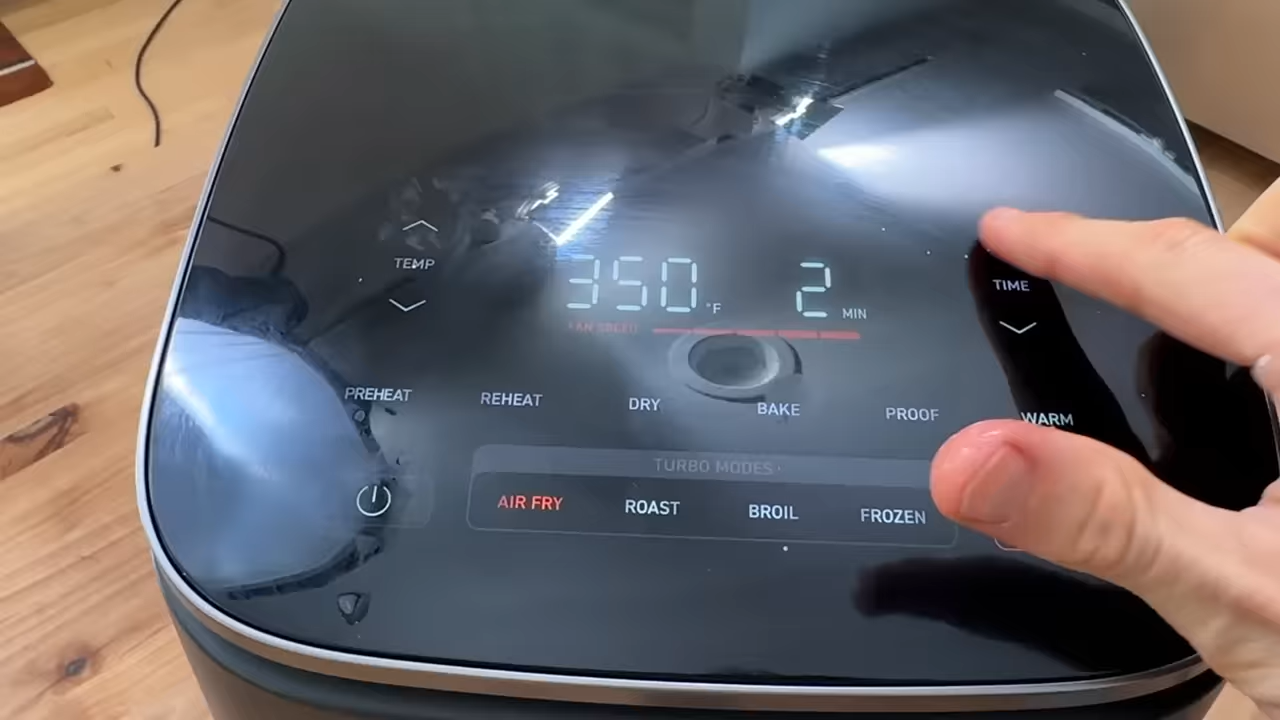 TEMP
350 °F 2 MIN
TIME
FAN SPEED
PREHEAT REHEAT DRY BAKE PROOF WARM
TURBO MODES
AIR FRY ROAST BROIL FROZEN